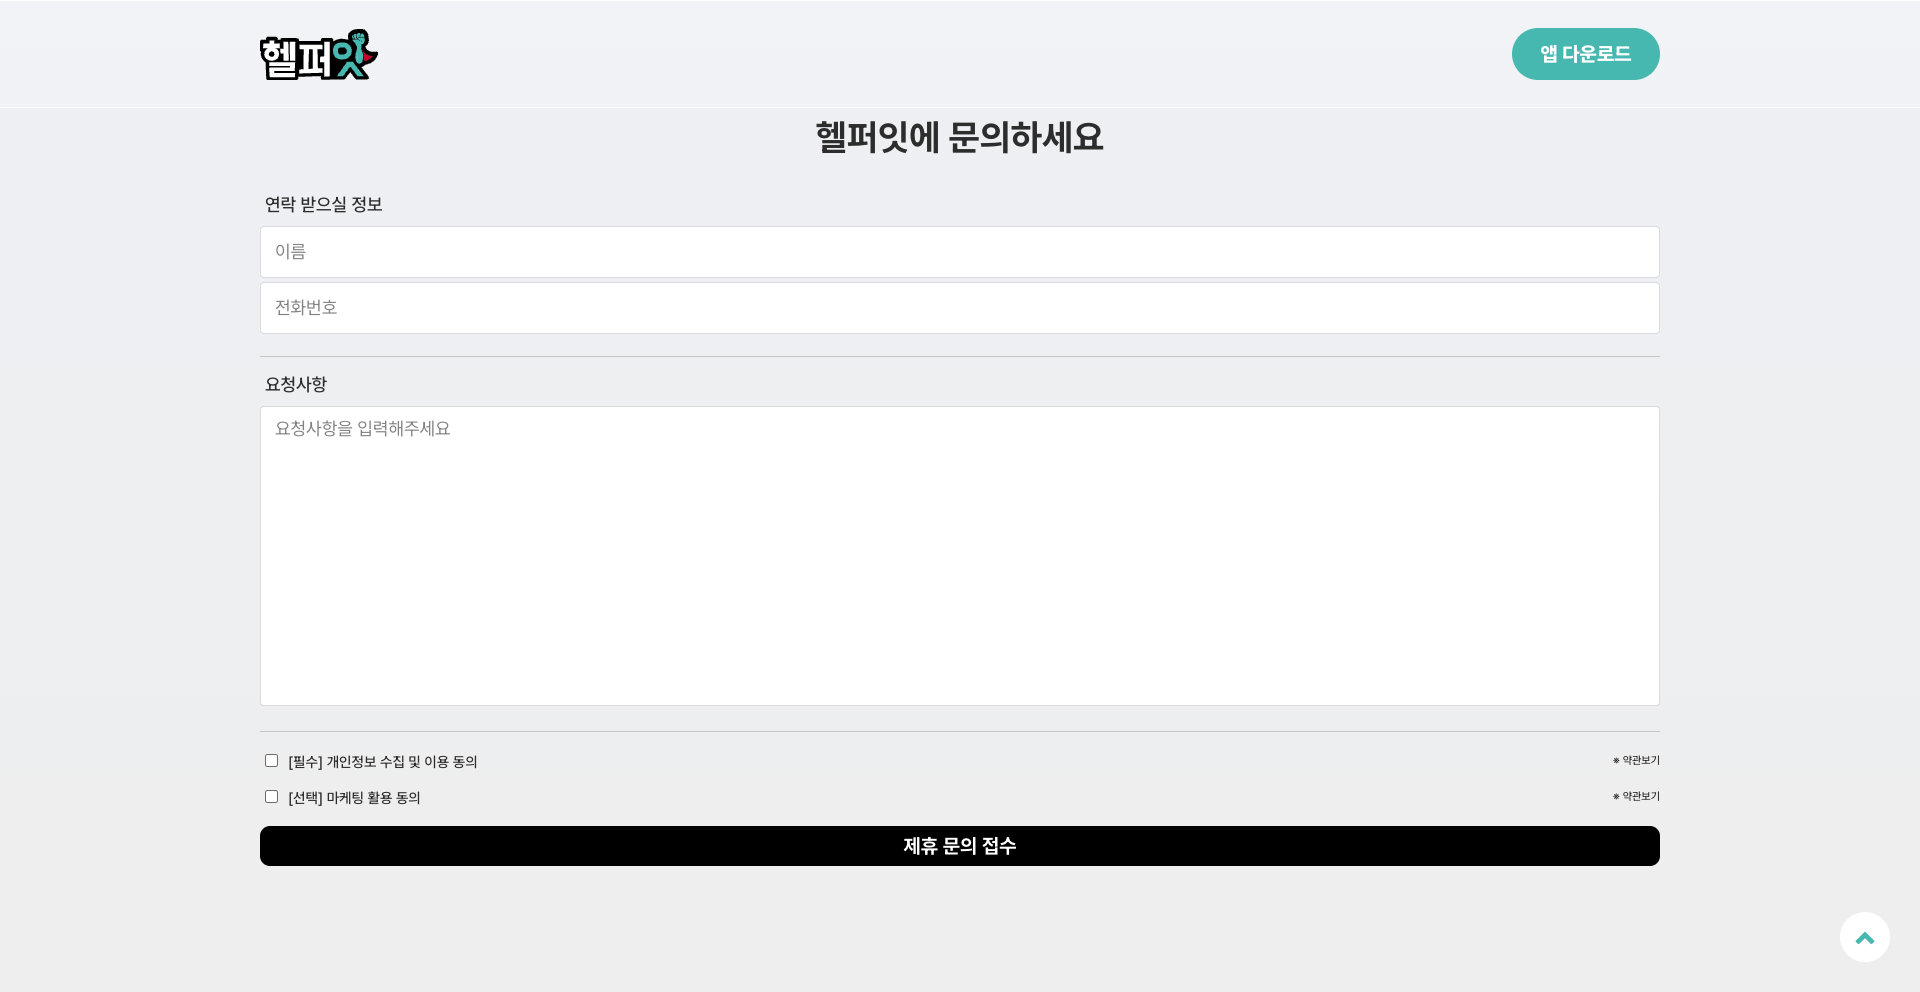 헬퍼잇
앱 다운로드
헬퍼잇에 문의하세요
연락 받으실 정보
이름
전화번호
요청사항
요청사항을 입력해주세요
[필수] 개인정보 수집 및 이용 동의
※ 약관보기
[선택] 마케팅 활용 동의
※ 약관보기
제휴 문의 접수